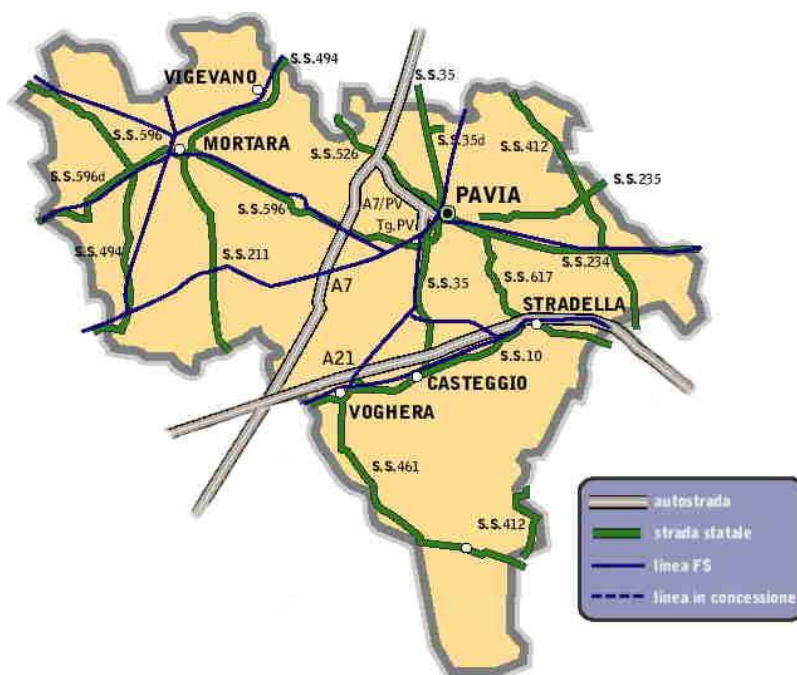 S.S.494
VIGEVANO
S.S.35
S.S.596
MORTARA
S.S.526
S.S.35d
S.S.412
S.S.596d
S.S.235
A7/PV
PAVIA
S.S.596
Tg.PV
S.S.494
S.S.211
S.S.234
A7
S.S.35
S.S.617
STRADELLA
A21
S.S.10
CASTEGGIO
VOGHERA
S.S.461
S.S.412
autostrada
strada statale
linea FS
linea in concessione